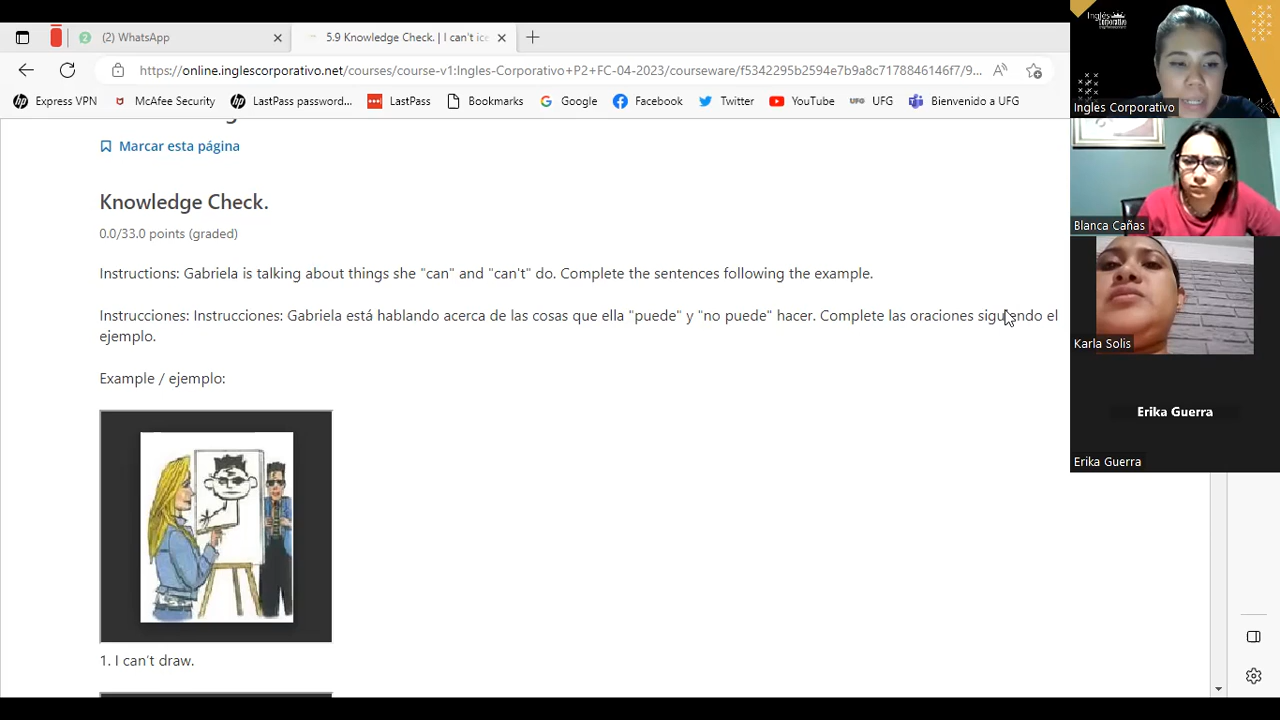 (2) WhatsApp
5.9 Knowledge Check. | I can't ice
https://online.inglescorporativo.net/courses/course-v1:Ingles-Corporativo+P2+FC-04-2023/courseware/f5342295b2594e7b9a8c7178846146f7/9...
Express VPN
McAfee Security
LastPass password...
LastPass
Bookmarks
Google
Facebook
Twitter
YouTube
UFG
Bienvenido a UFG
Marcar esta página
Knowledge Check.
0.0/33.0 points (graded)
Instructions: Gabriela is talking about things she "can" and "can't" do. Complete the sentences following the example.
Instrucciones: Instrucciones: Gabriela está hablando acerca de las cosas que ella "puede" y "no puede" hacer. Complete las oraciones siguiendo el
ejemplo.
Example / ejemplo:
1. I can't draw.
Inglés
Corporativo
Ingles Corporativo
Blanca Cañas
Karla Solis
Erika Guerra
Erika Guerra